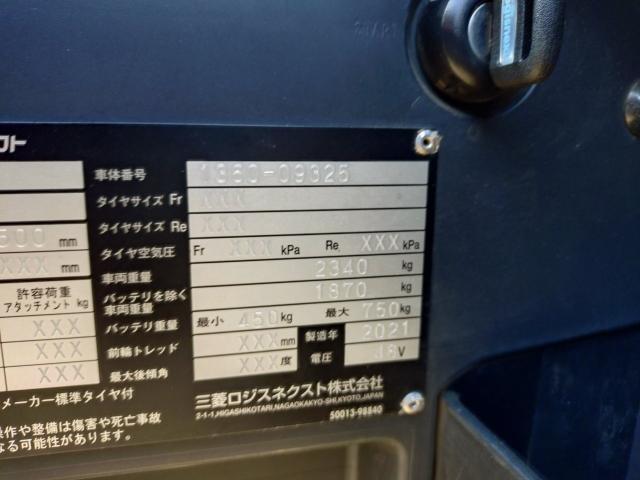 START
フト
車体番号 1360-09325
タイヤサイズ Fr XXX
タイヤサイズ Re XXX
500 mm タイヤ空気圧 Fr XXX kPa Re XXX kPa
XXX mm 車両重量 2340 kg
許容荷重
アタッチメント kg
バッテリを除く
車両重量 1870 kg
XXX バッテリ重量 最小 450 kg 最大 750 kg
XXX 前輪トレッド XXX mm 製造年 2021
XXX 最大後傾角 XXX 度 電圧 48 V
メーカー標準タイヤ付
三菱ロジスネクスト株式会社
2-1-1,HIGASHIKOTARI,NAGAOKAKYO-SHI,KYOTO,JAPAN
50013-98840
操作や整備は傷害や死亡事故
なる可能性があります。